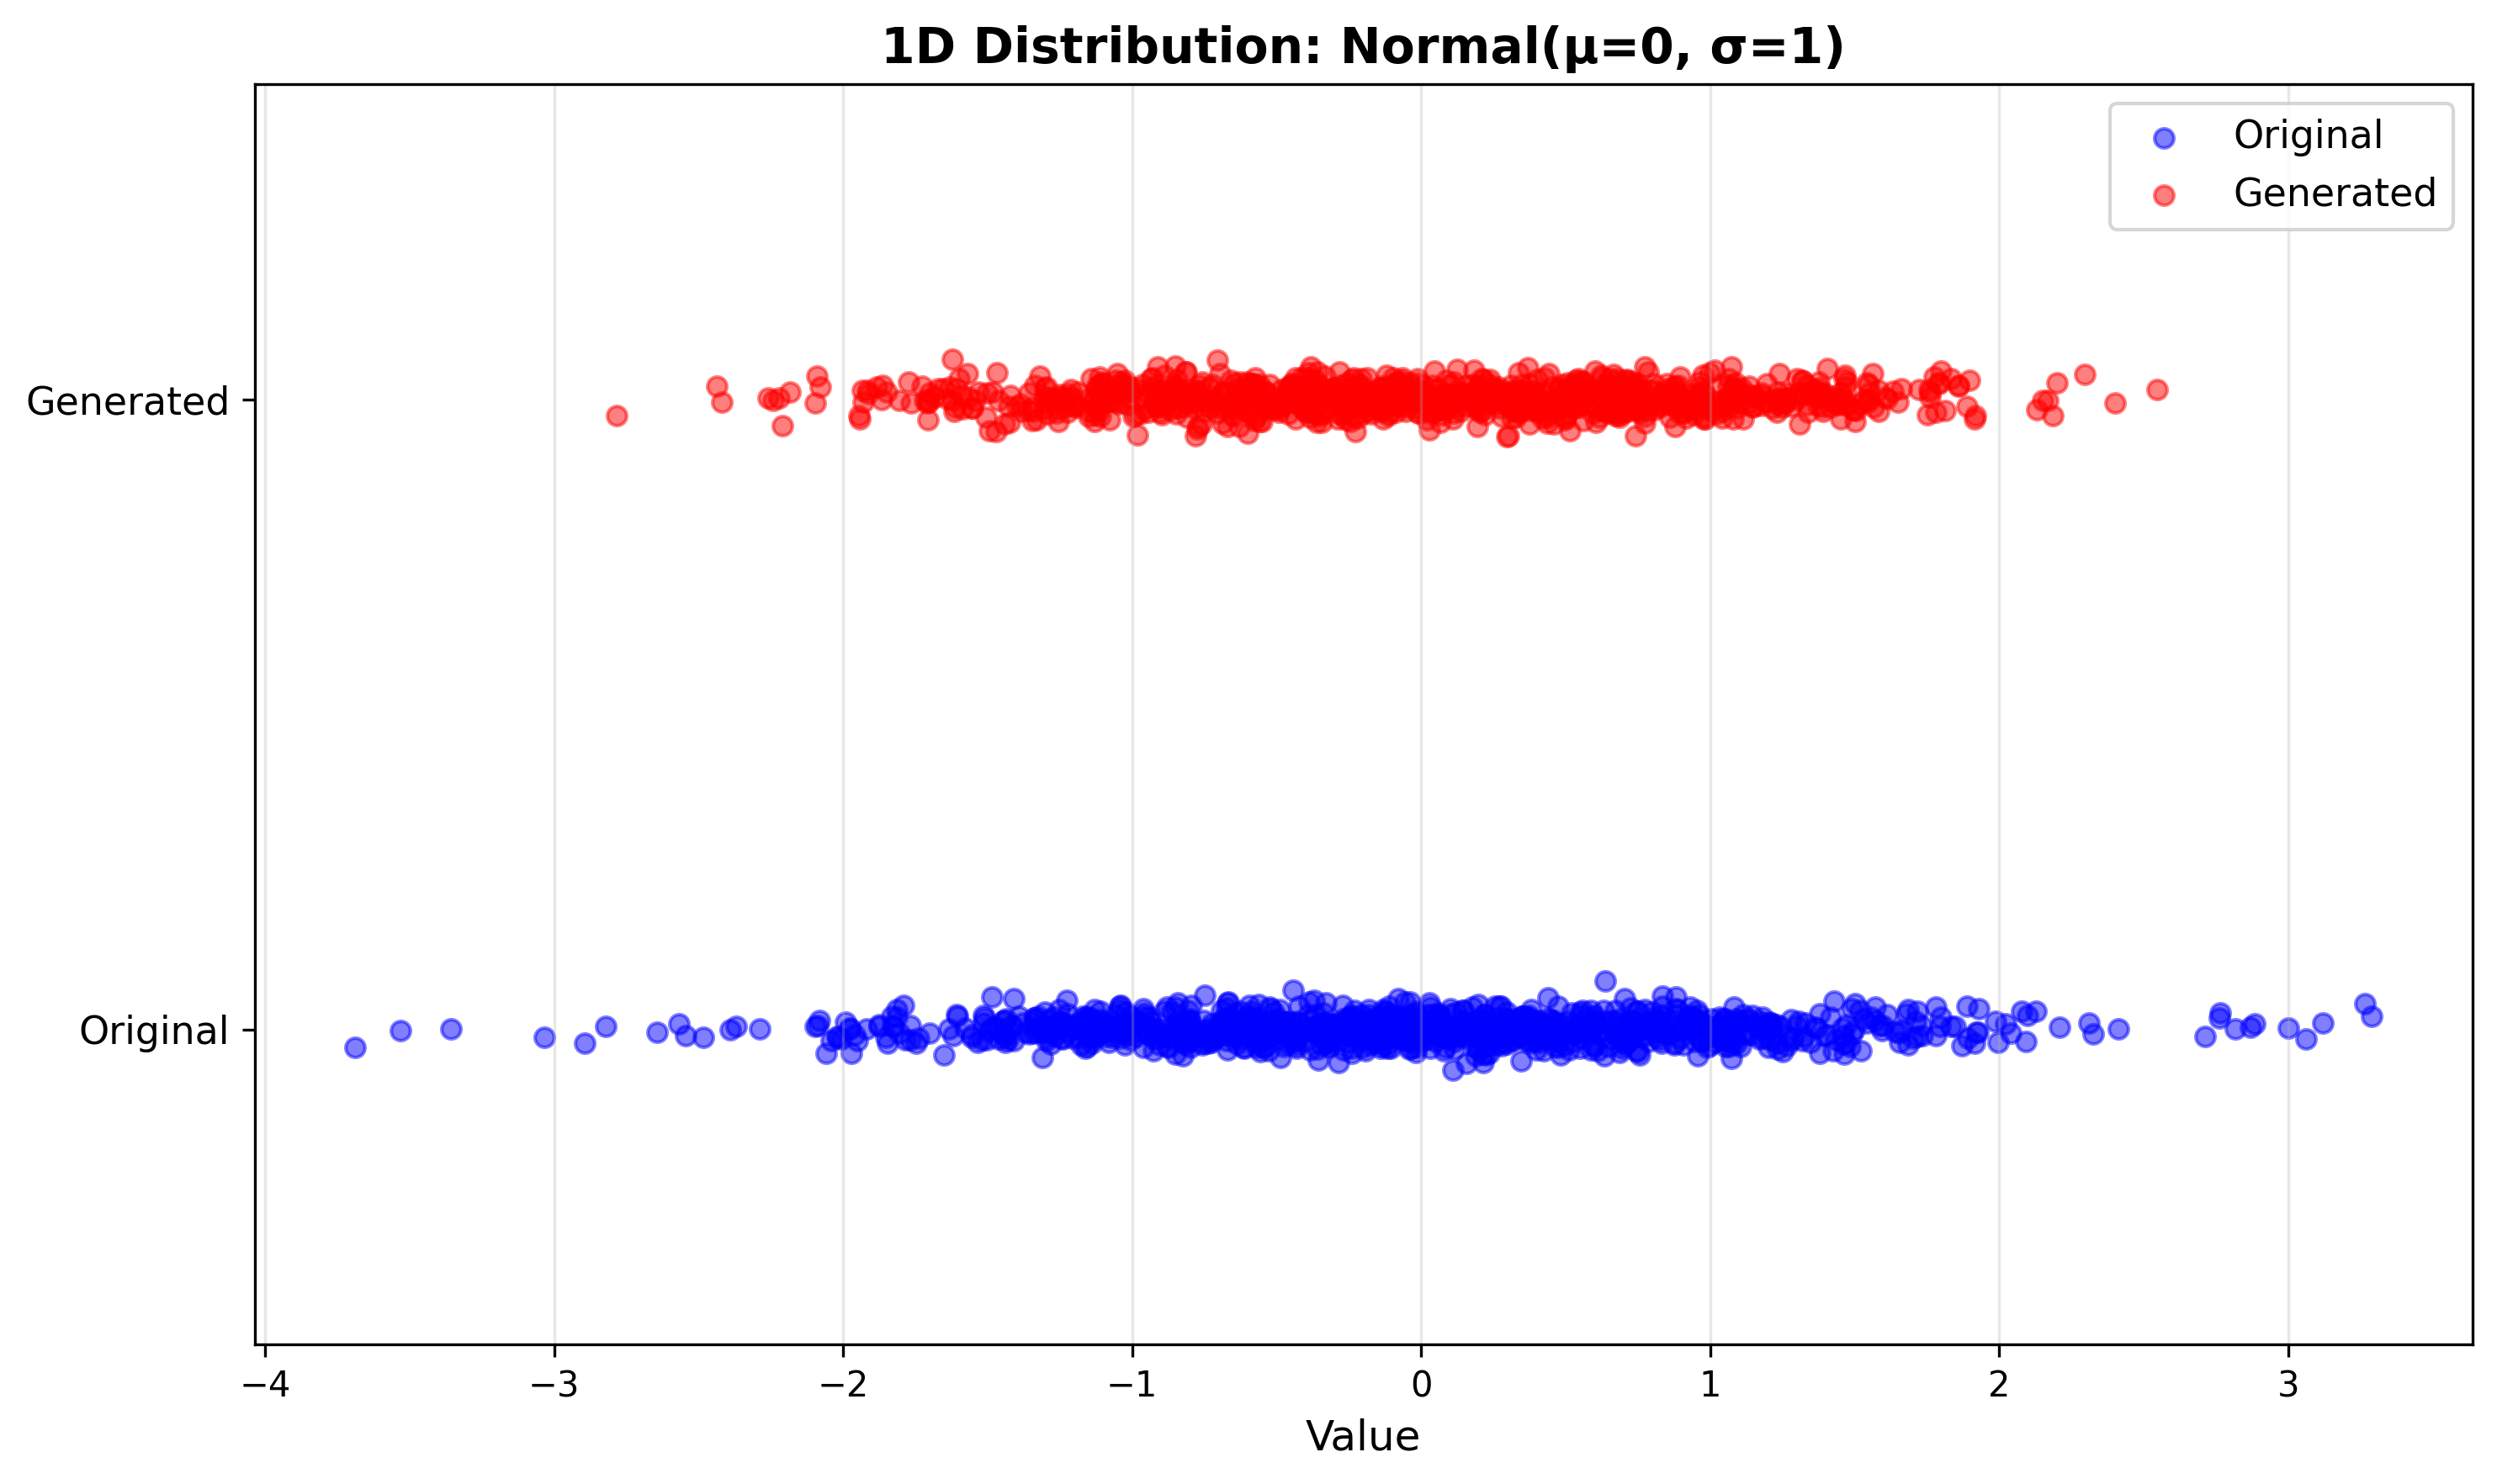 1D Distribution: Normal(μ=0, σ=1)
Original
Generated
Generated
Original
−4 −3 −2 −1 0 1 2 3
Value